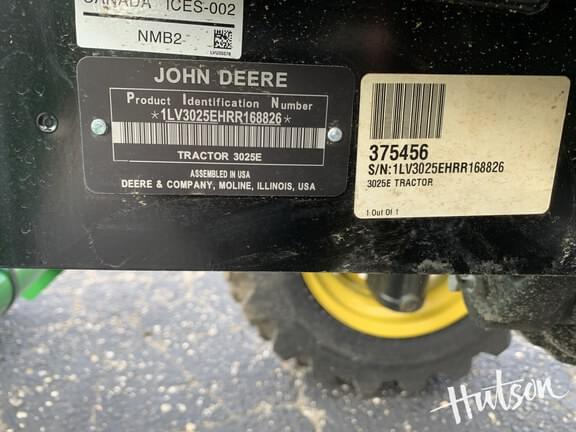 CANADA ICES-002
NMB2
JOHN DEERE
Product Identification Number
*1LV3025EHRR168826*
TRACTOR 3025E
ASSEMBLED IN USA
DEERE & COMPANY, MOLINE, ILLINOIS, USA
375456
S/N:1LV3025EHRR168826
3025E TRACTOR
1 Out Of 1
Hutson